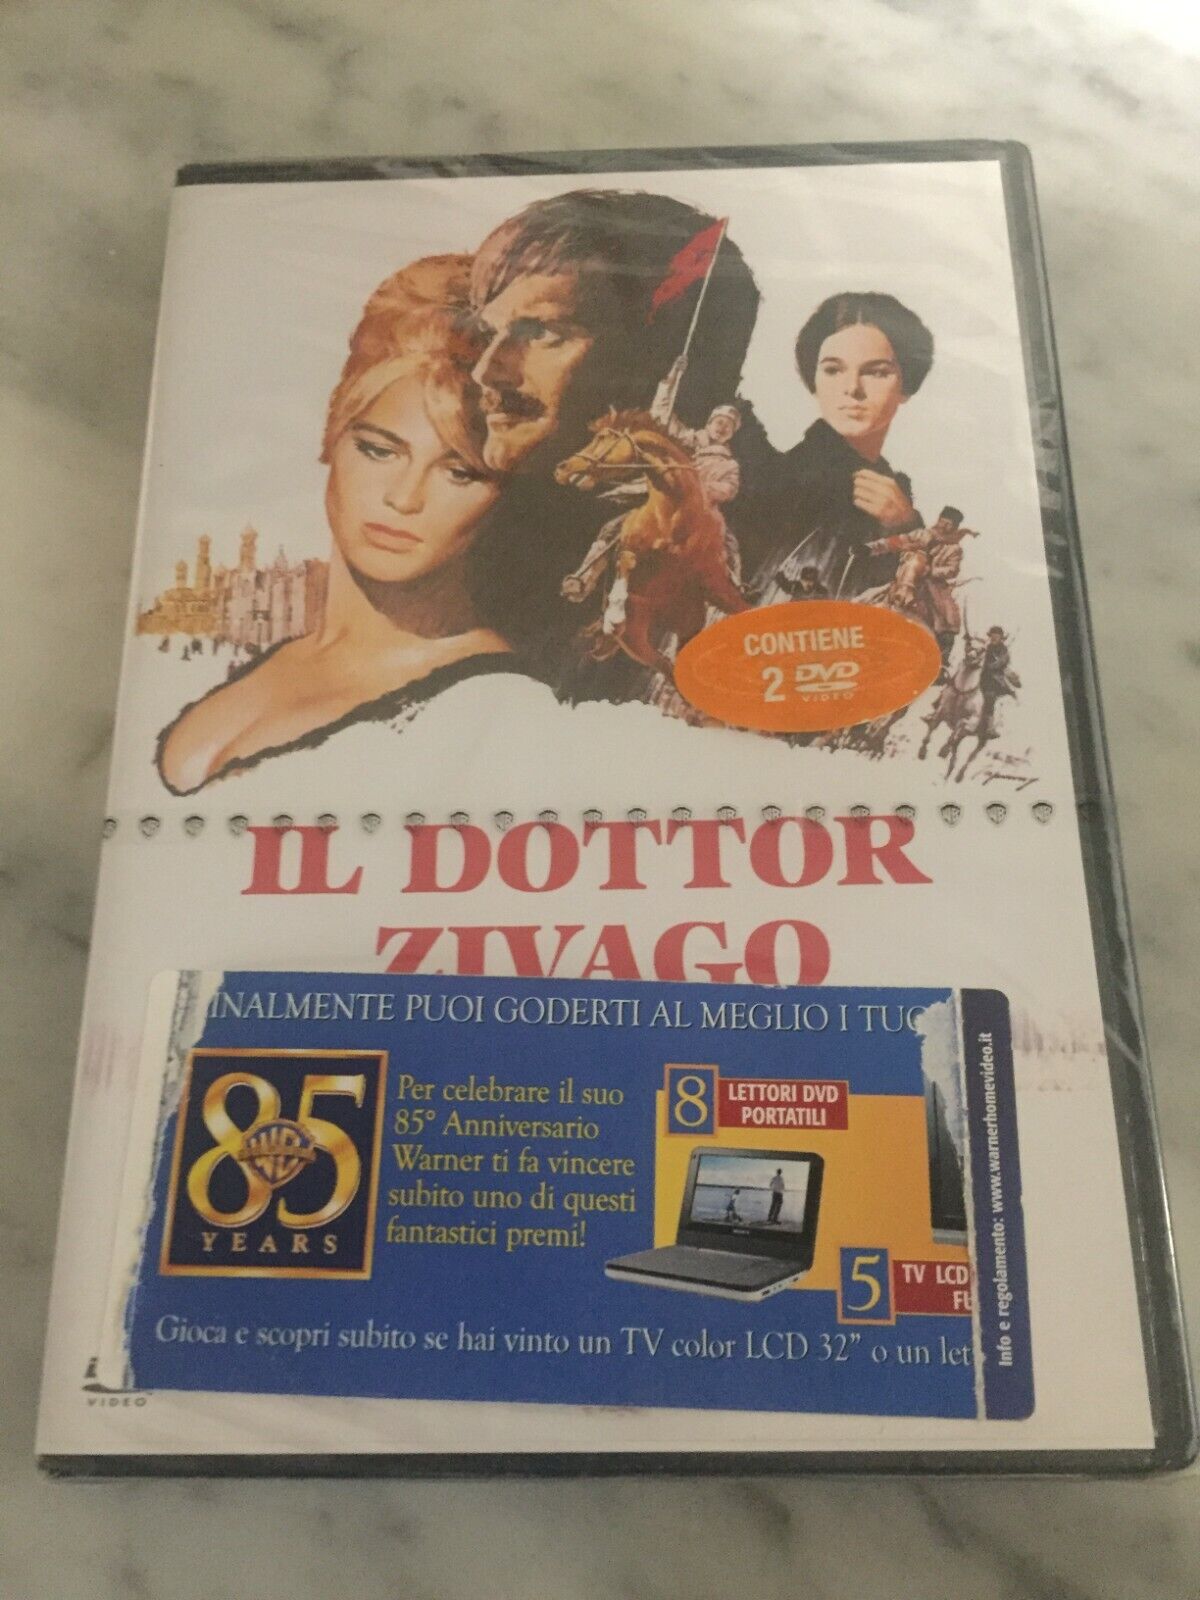 CONTIENE
2 DVD
VIDEO
IL DOTTOR
ZIVAGO
INALMENTE PUOI GODERTI AL MEGLIO I TUO
85
YEARS
Per celebrare il suo
85° Anniversario
Warner ti fa vincere
subito uno di questi
fantastici premi!
8 LETTORI DVD
PORTATILI
5 TV LCD
Gioca e scopri subito se hai vinto un TV color LCD 32" o un let
Info e regolamento: www.warnerhomevideo.it
VIDEO